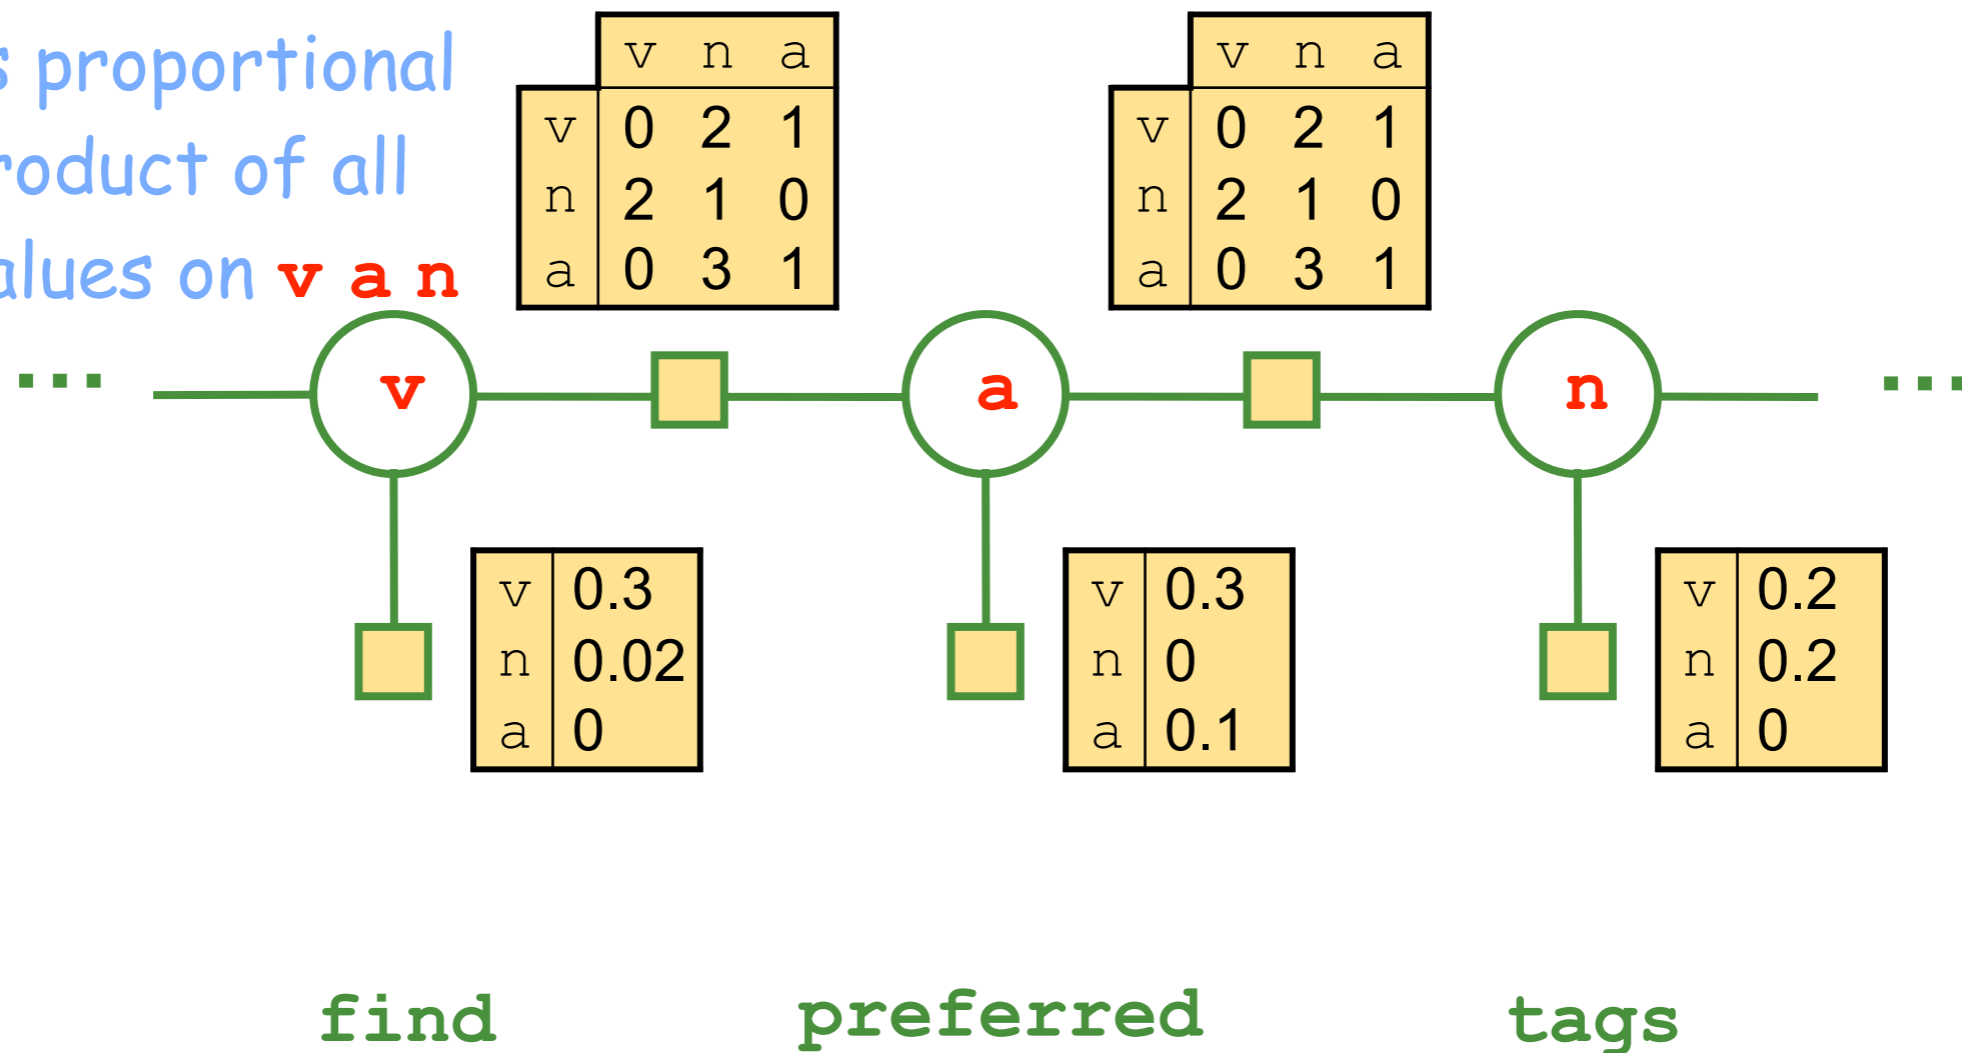 s proportional
roduct of all
alues on v a n
v n a
v 0 2 1
n 2 1 0
a 0 3 1
v n a
v 0 2 1
n 2 1 0
a 0 3 1
... v a n ...
v 0.3
n 0.02
a 0
v 0.3
n 0
a 0.1
v 0.2
n 0.2
a 0
find preferred tags